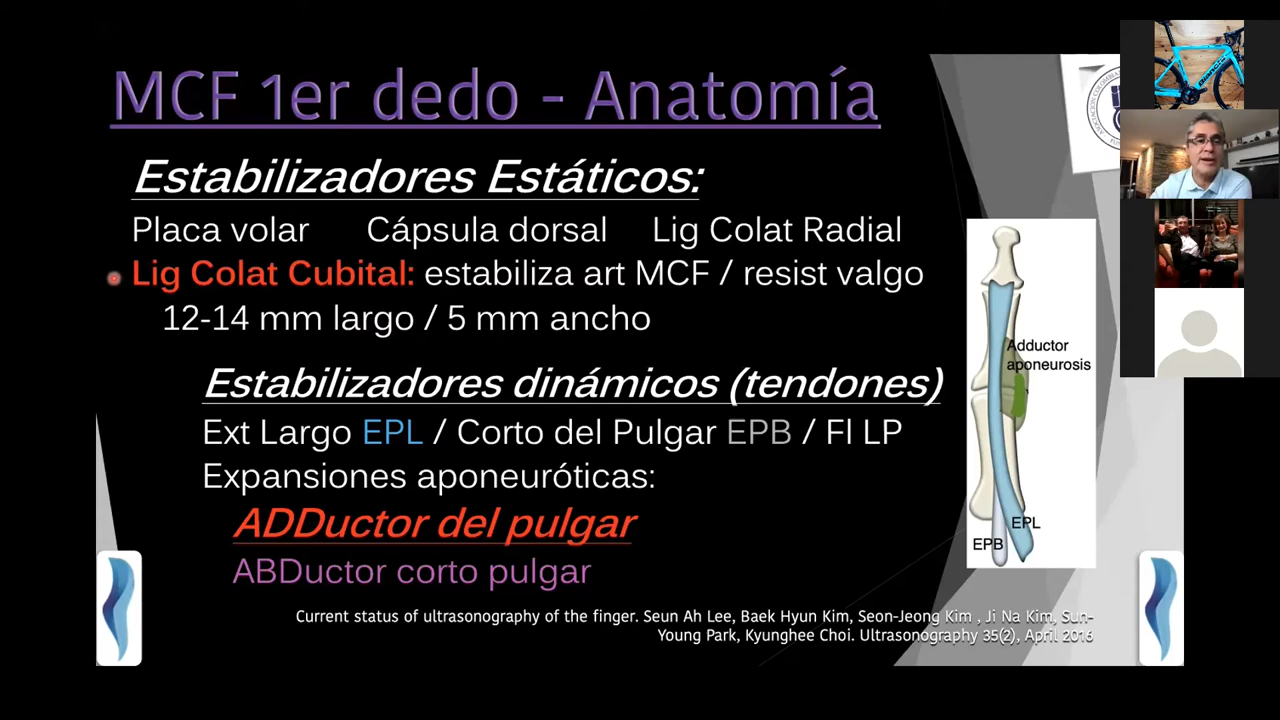 MCF 1er dedo - Anatomía
Estabilizadores Estáticos:
Placa volar Cápsula dorsal Lig Colat Radial
Lig Colat Cubital: estabiliza art MCF / resist valgo
12-14 mm largo / 5 mm ancho
Estabilizadores dinámicos (tendones)
Ext Largo EPL / Corto del Pulgar EPB / Fl LP
Expansiones aponeuróticas:
ADDuctor del pulgar
ABDuctor corto pulgar
Adductor
aponeurosis
EPL
EPB
Current status of ultrasonography of the finger. Seun Ah Lee, Baek Hyun Kim, Seon-Jeong Kim , Ji Na Kim, Sun-
Young Park, Kyunghee Choi. Ultrasonography 35(2), April 2016